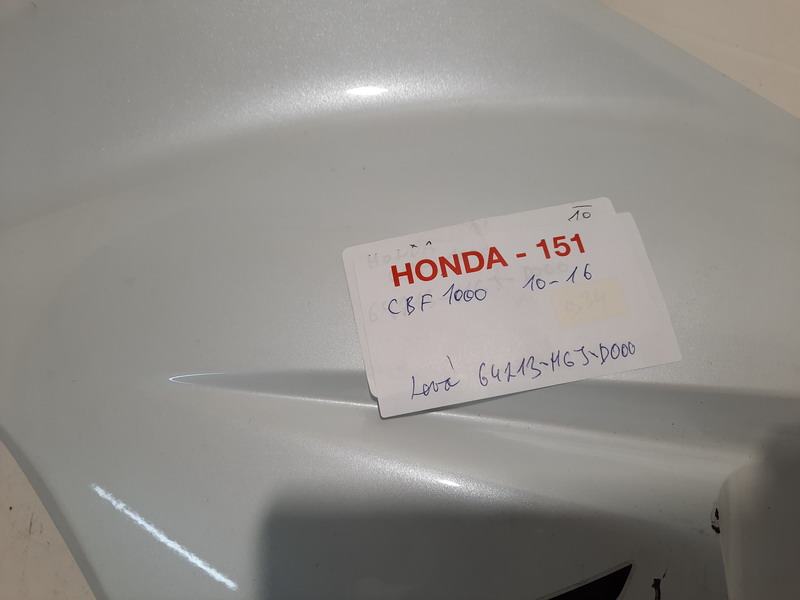 10
HONDA - 151
CBF 1000 10-16
Levá 64213-MGJ-D000